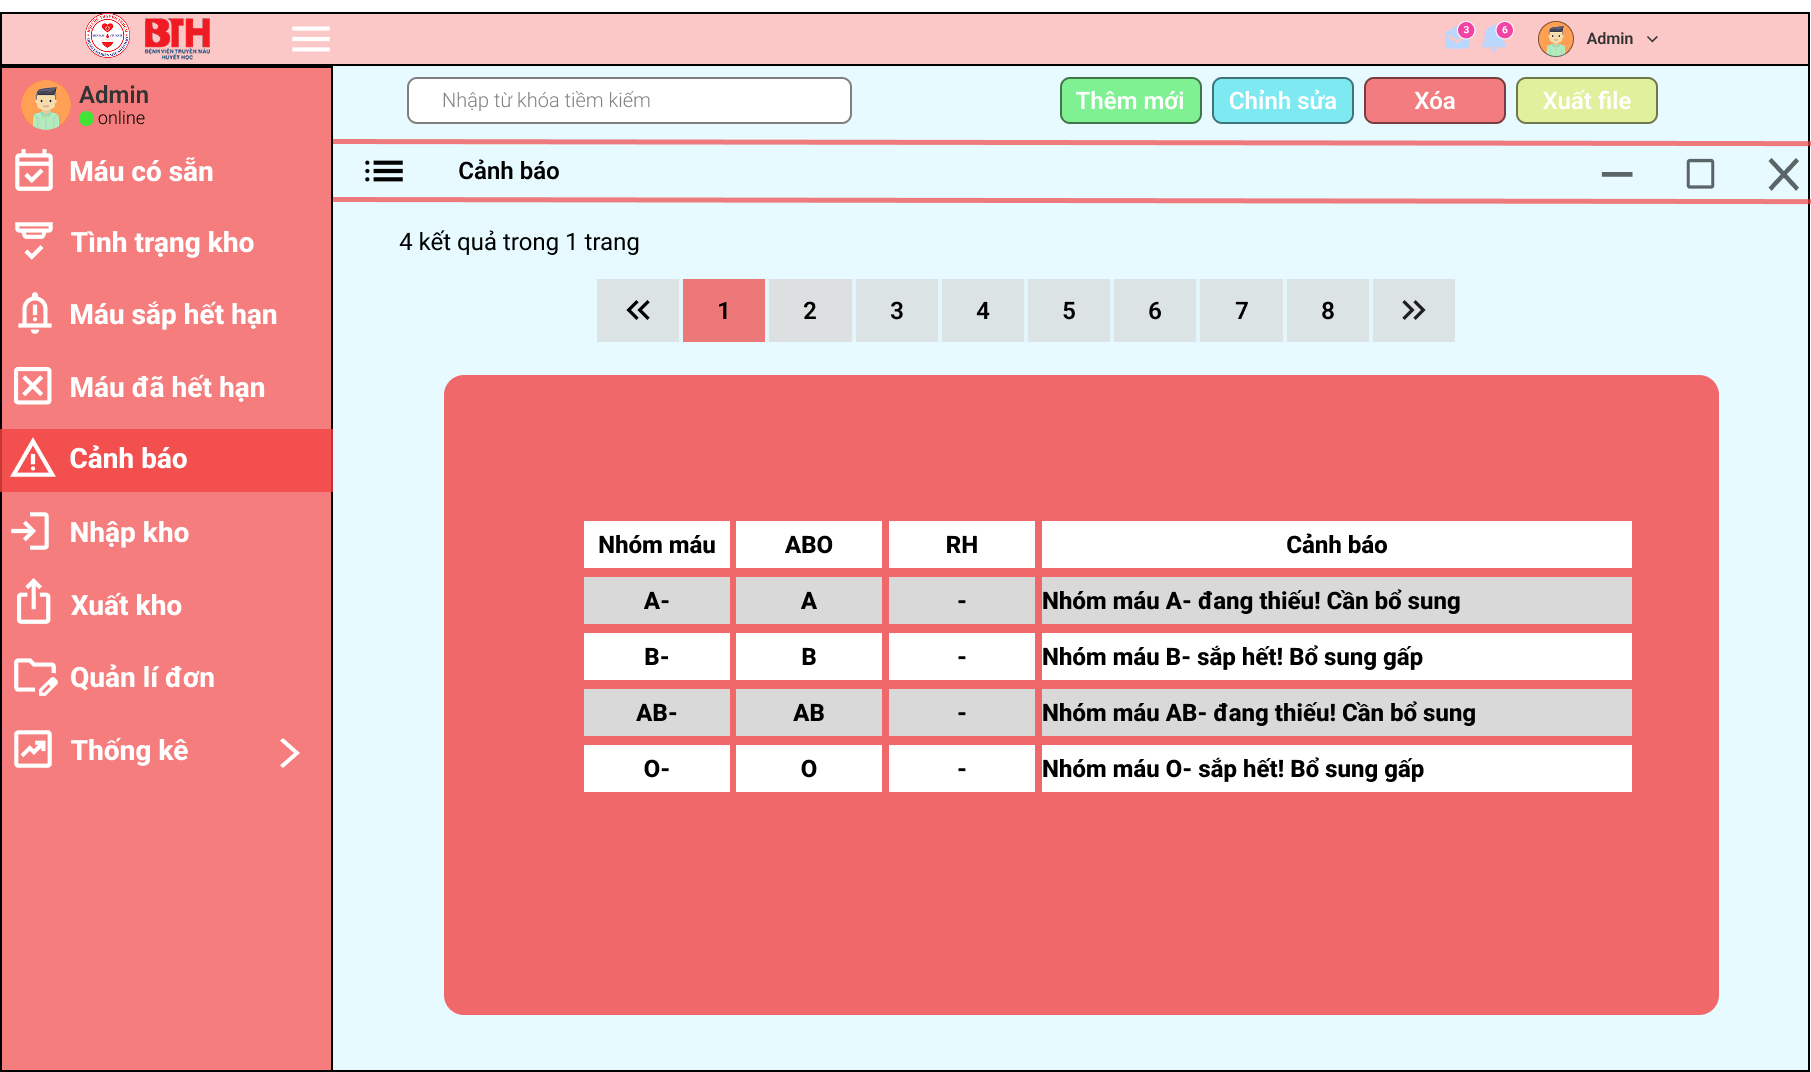 BTH
BỆNH VIỆN TRUYỀN MÁU
HUYẾT HỌC
3
6
Admin
Admin
online
Nhập từ khóa tiềm kiếm
Thêm mới
Chỉnh sửa
Xóa
Xuất file
Máu có sẵn
Tình trạng kho
Máu sắp hết hạn
Máu đã hết hạn
Cảnh báo
Nhập kho
Xuất kho
Quản lí đơn
Thống kê
Cảnh báo
4 kết quả trong 1 trang
« 1 2 3 4 5 6 7 8 »
Nhóm máu ABO RH Cảnh báo
A- A - Nhóm máu A- đang thiếu! Cần bổ sung
B- B - Nhóm máu B- sắp hết! Bổ sung gấp
AB- AB - Nhóm máu AB- đang thiếu! Cần bổ sung
O- O - Nhóm máu O- sắp hết! Bổ sung gấp